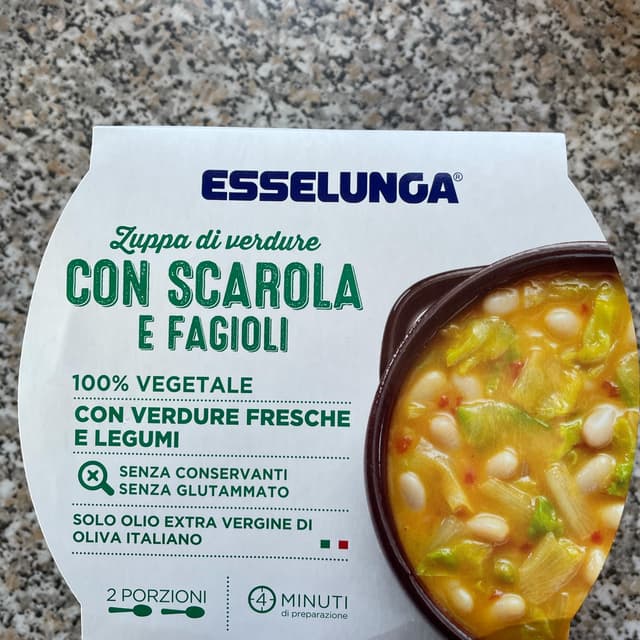 ESSELUNGA®
Zuppa di verdure
CON SCAROLA
E FAGIOLI
100% VEGETALE
CON VERDURE FRESCHE
E LEGUMI
SENZA CONSERVANTI
SENZA GLUTAMMATO
SOLO OLIO EXTRA VERGINE DI
OLIVA ITALIANO
2 PORZIONI
4 MINUTI
di preparazione